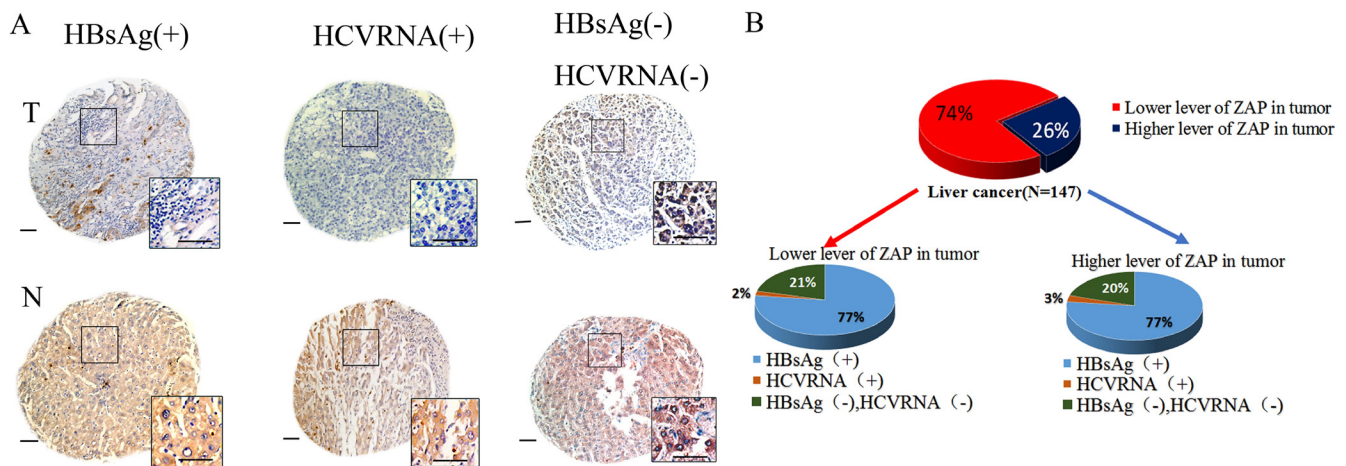 A
HBsAg(+)
HCVRNA(+)
HBsAg(-)
HCVRNA(-)
T
N
B
74%
26%
Lower lever of ZAP in tumor
Higher lever of ZAP in tumor
Liver cancer(N=147)
Lower lever of ZAP in tumor
21%
2%
77%
HBsAg（+）
HCVRNA（+）
HBsAg（-）,HCVRNA（-）
Higher lever of ZAP in tumor
20%
3%
77%
HBsAg（+）
HCVRNA（+）
HBsAg（-）,HCVRNA（-）